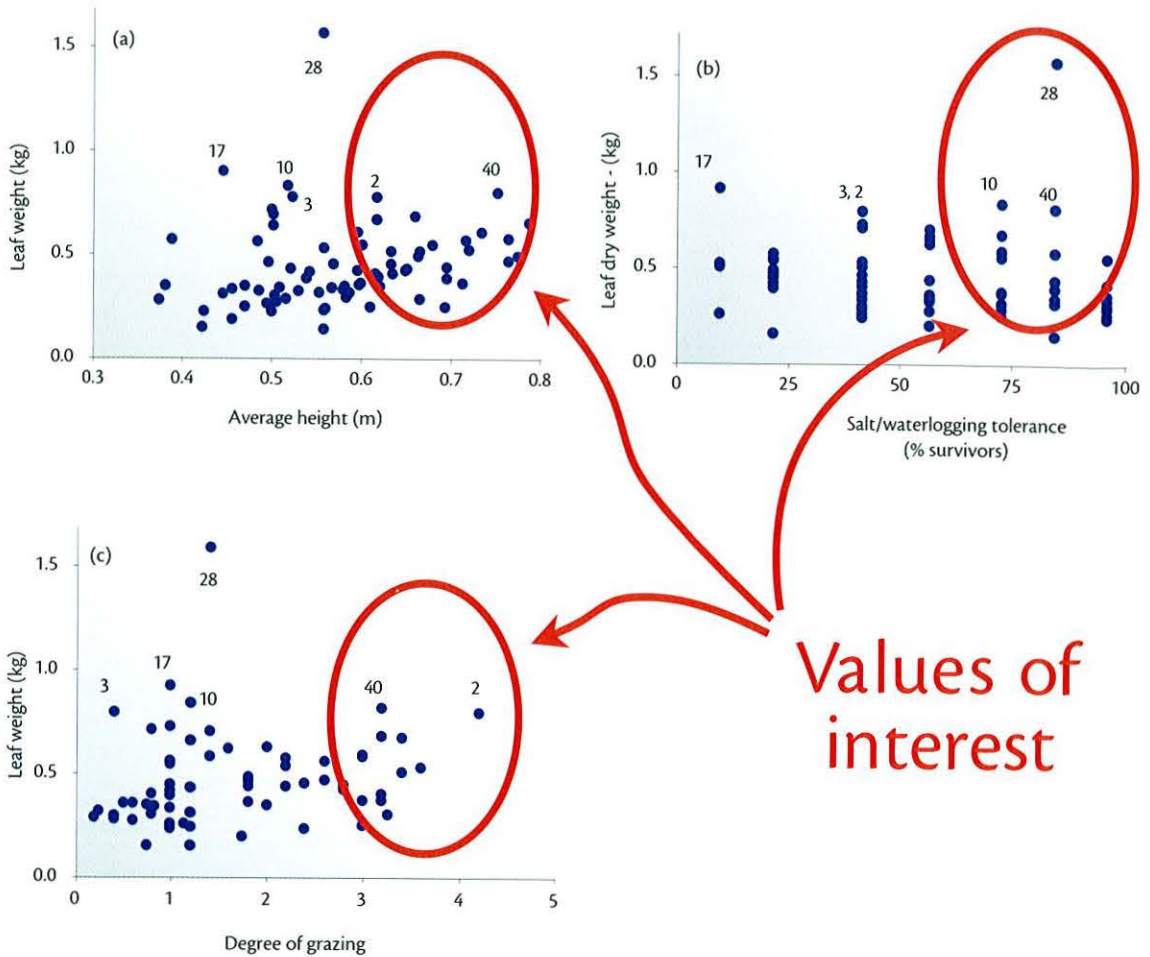 (a)
1.5
1.0
0.5
0.0
Leaf weight (kg)
28
17
10
3
2
40
0.3 0.4 0.5 0.6 0.7 0.8
Average height (m)
(b)
1.5
1.0
0.5
0.0
Leaf dry weight - (kg)
28
17
3, 2
10
40
0 25 50 75 100
Salt/waterlogging tolerance
(% survivors)
(c)
1.5
1.0
0.5
0.0
Leaf weight (kg)
28
17
3
10
40
2
0 1 2 3 4 5
Degree of grazing
Values of
interest